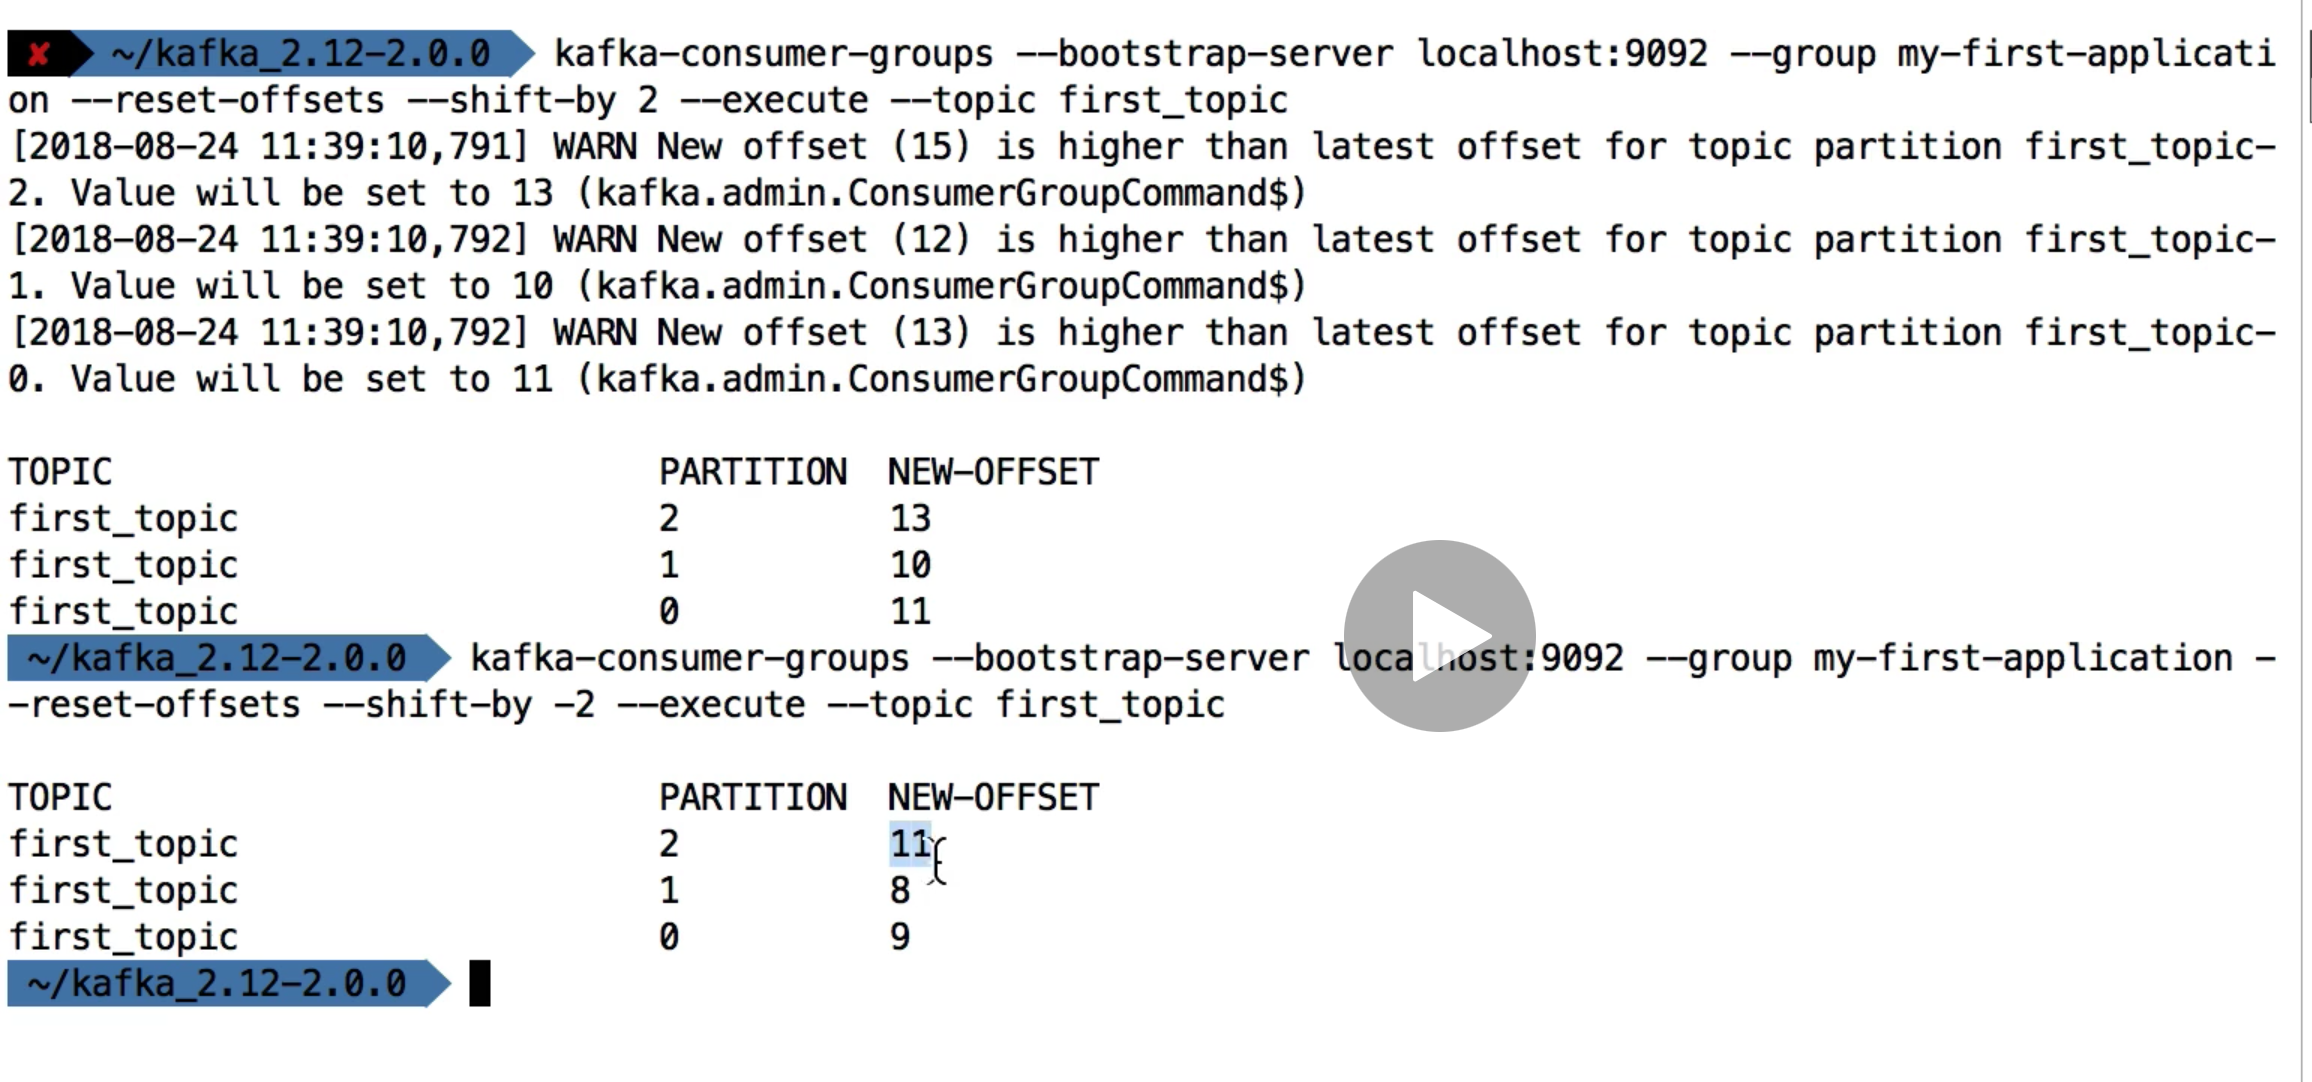 ✘ ~/kafka_2.12-2.0.0 kafka-consumer-groups --bootstrap-server localhost:9092 --group my-first-applicati
on --reset-offsets --shift-by 2 --execute --topic first_topic
[2018-08-24 11:39:10,791] WARN New offset (15) is higher than latest offset for topic partition first_topic-
2. Value will be set to 13 (kafka.admin.ConsumerGroupCommand$)
[2018-08-24 11:39:10,792] WARN New offset (12) is higher than latest offset for topic partition first_topic-
1. Value will be set to 10 (kafka.admin.ConsumerGroupCommand$)
[2018-08-24 11:39:10,792] WARN New offset (13) is higher than latest offset for topic partition first_topic-
0. Value will be set to 11 (kafka.admin.ConsumerGroupCommand$)
TOPIC PARTITION NEW-OFFSET
first_topic 2 13
first_topic 1 10
first_topic 0 11
~/kafka_2.12-2.0.0 kafka-consumer-groups --bootstrap-server localhost:9092 --group my-first-application -
-reset-offsets --shift-by -2 --execute --topic first_topic
TOPIC PARTITION NEW-OFFSET
first_topic 2 11
first_topic 1 8
first_topic 0 9
~/kafka_2.12-2.0.0